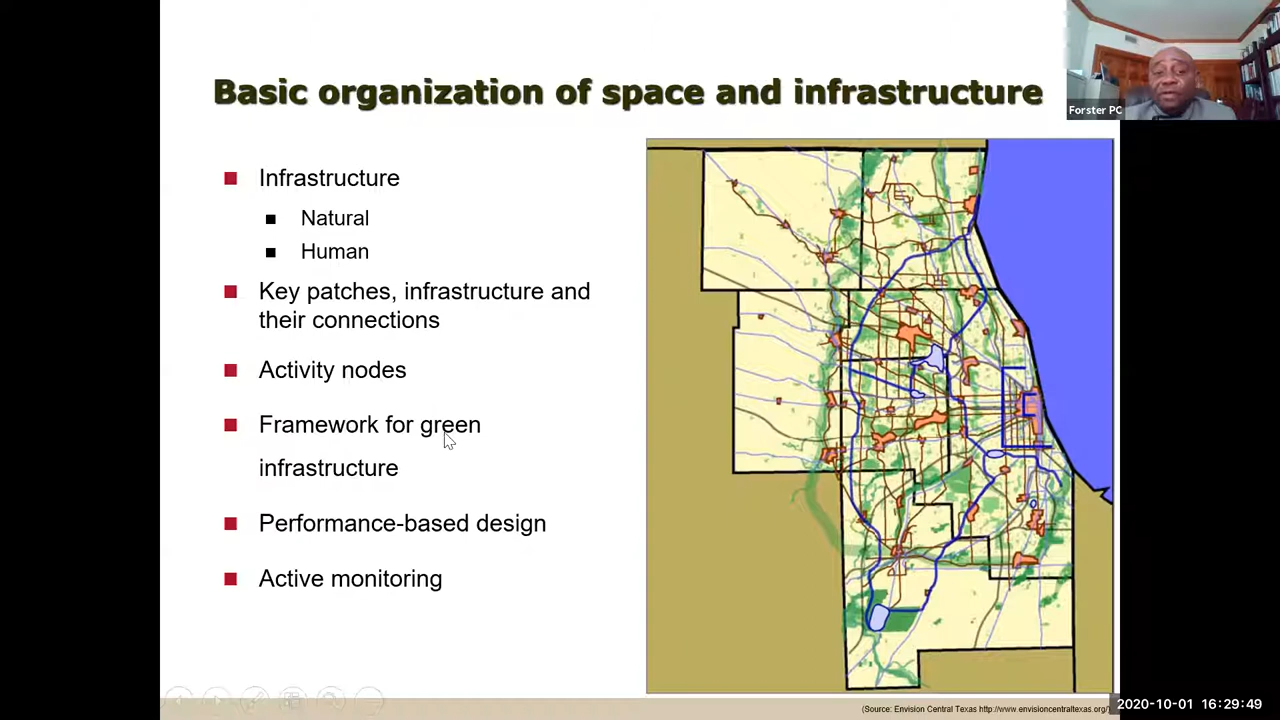 Basic organization of space and infrastructure
Forster PC
Infrastructure
Natural
Human
Key patches, infrastructure and
their connections
Activity nodes
Framework for green
infrastructure
Performance-based design
Active monitoring
(Source: Envision Central Texas http://www.envisioncentraltexas.org/)
2020-10-01 16:29:49